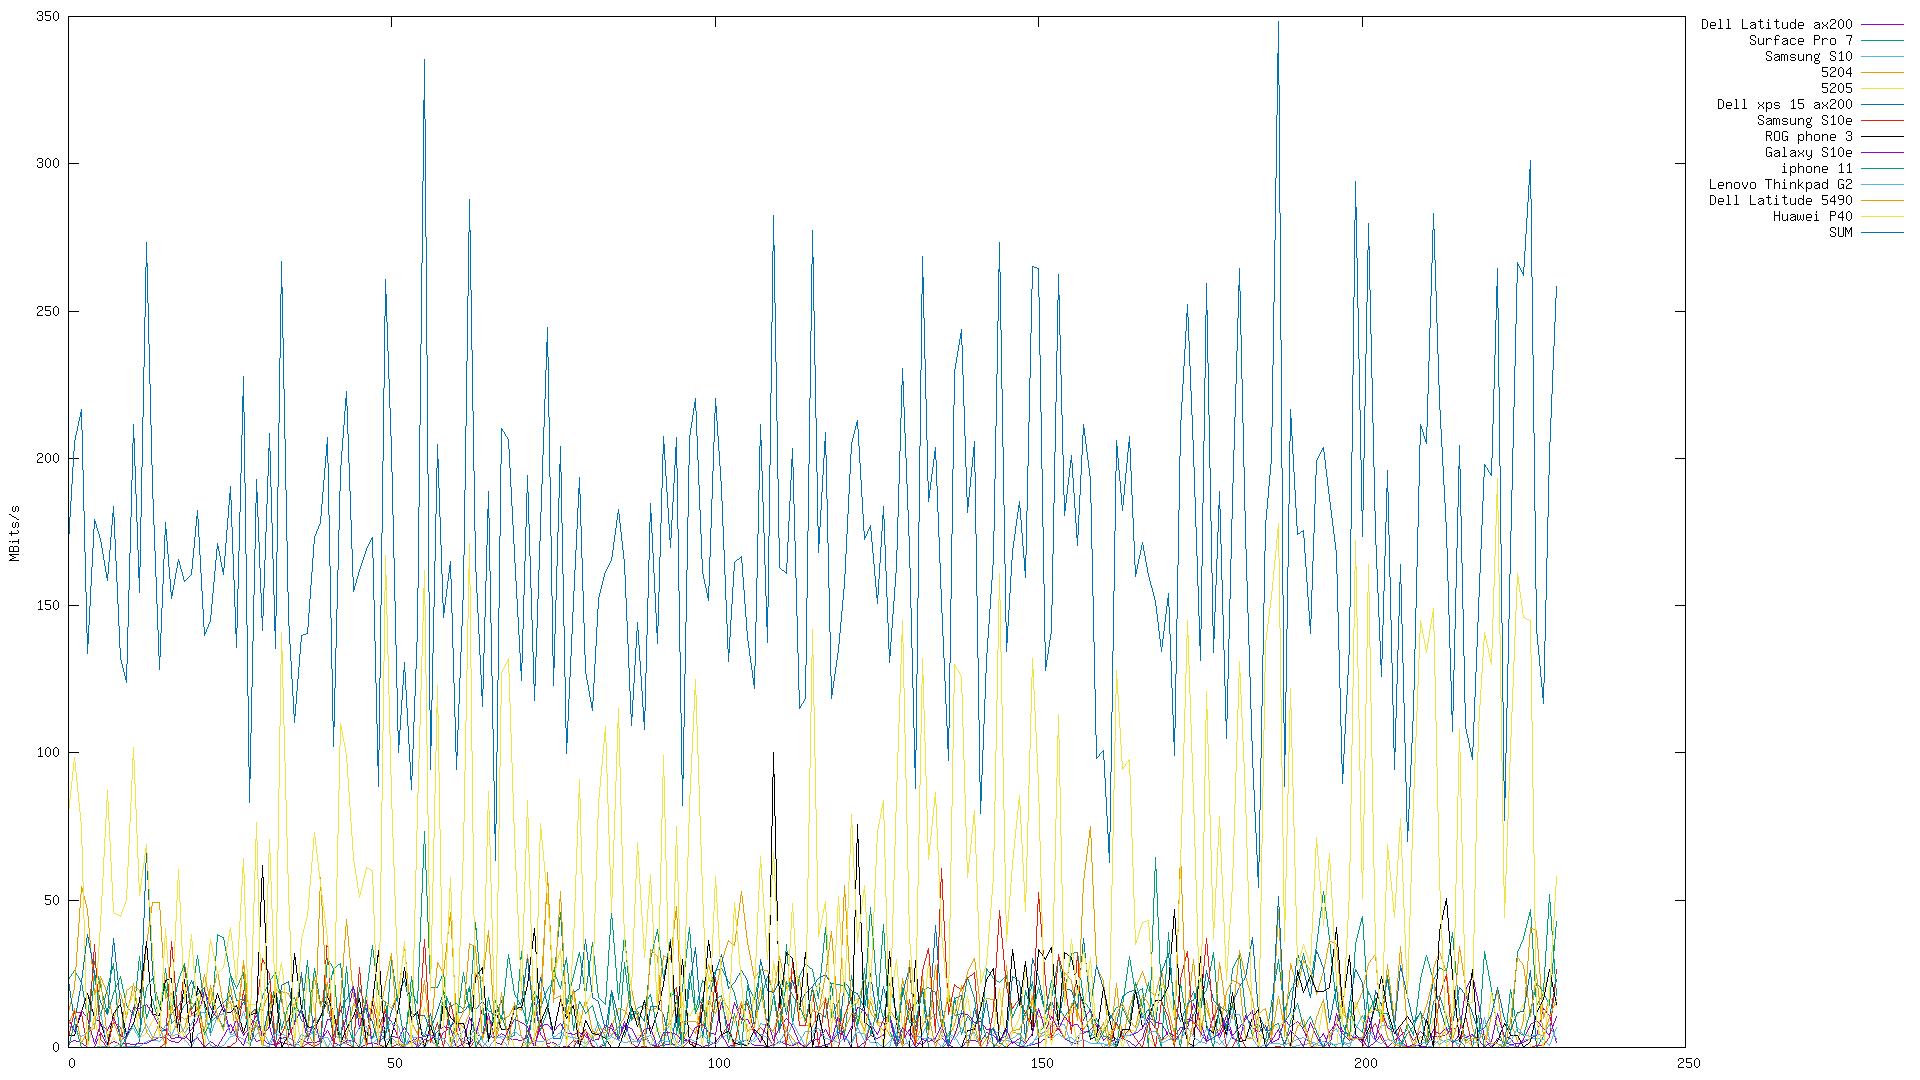 350
300
250
200
150
100
50
0
MBits/s
0 50 100 150 200 250
Dell Latitude ax200
Surface Pro 7
Samsung S10
5204
5205
Dell xps 15 ax200
Samsung S10e
ROG phone 3
Galaxy S10e
iphone 11
Lenovo Thinkpad G2
Dell Latitude 5490
Huawei P40
SUM